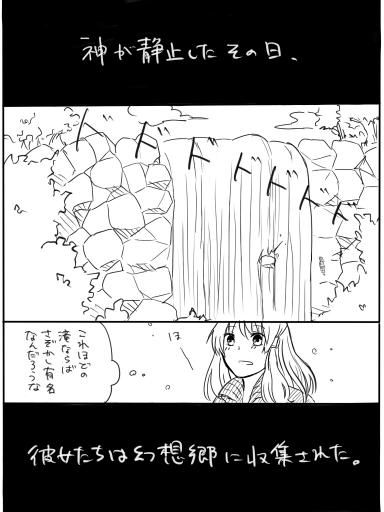 神が静止したその日、
ドドドドドドドド
ほ
これほどの
滝ならば
さぞかし有名
なんだろうな
彼女たちは幻想郷に収集された。